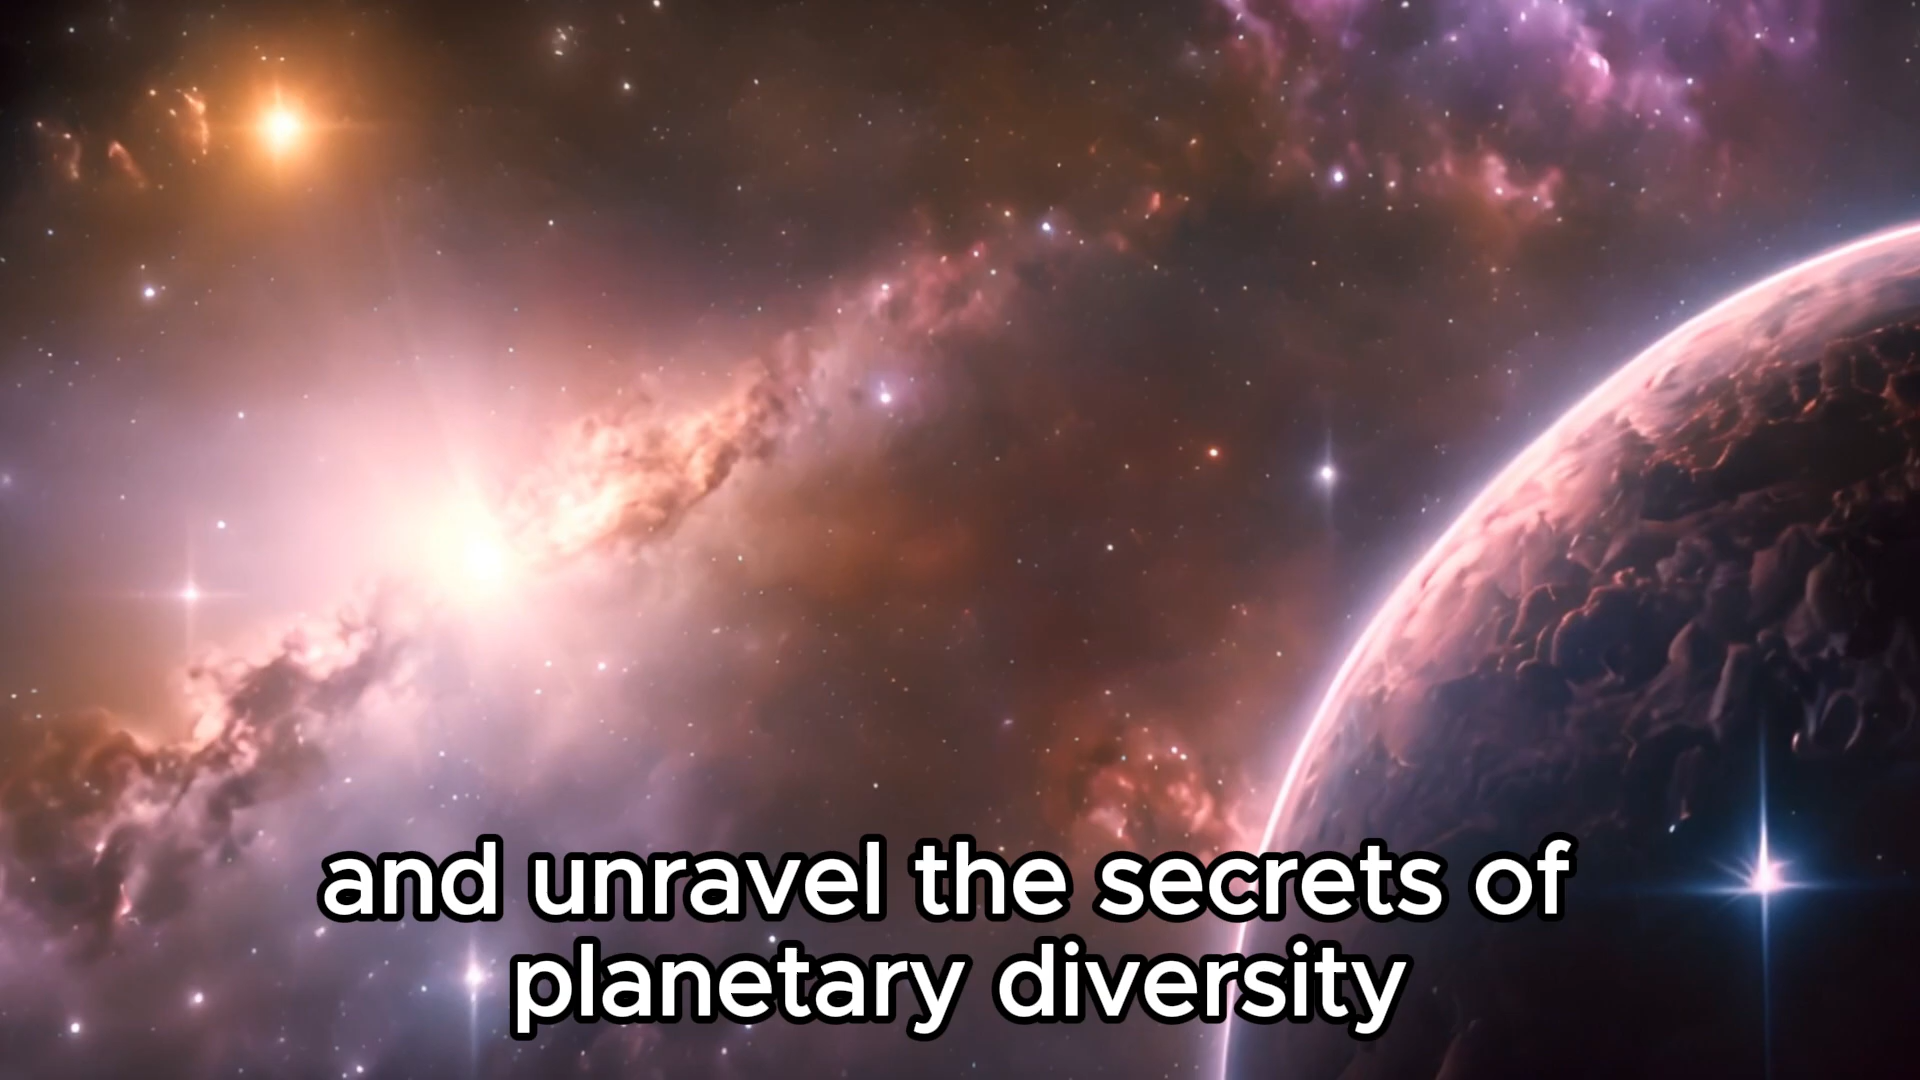 and unravel the secrets of
planetary diversity